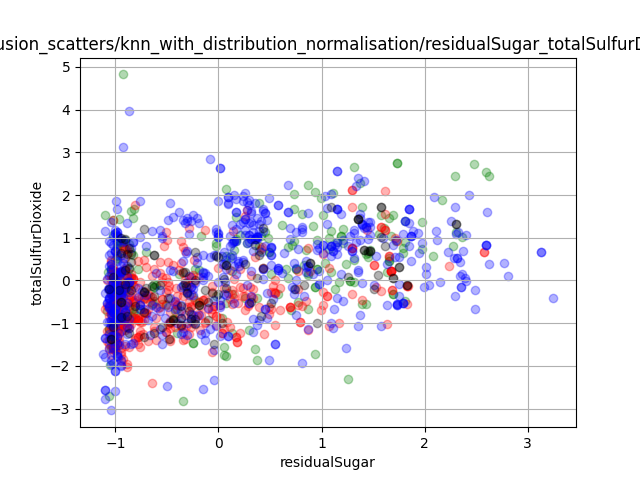 usion_scatters/knn_with_distribution_normalisation/residualSugar_totalSulfurD
5
4
3
2
1
0
−1
−2
−3
totalSulfurDioxide
−1 0 1 2 3
residualSugar